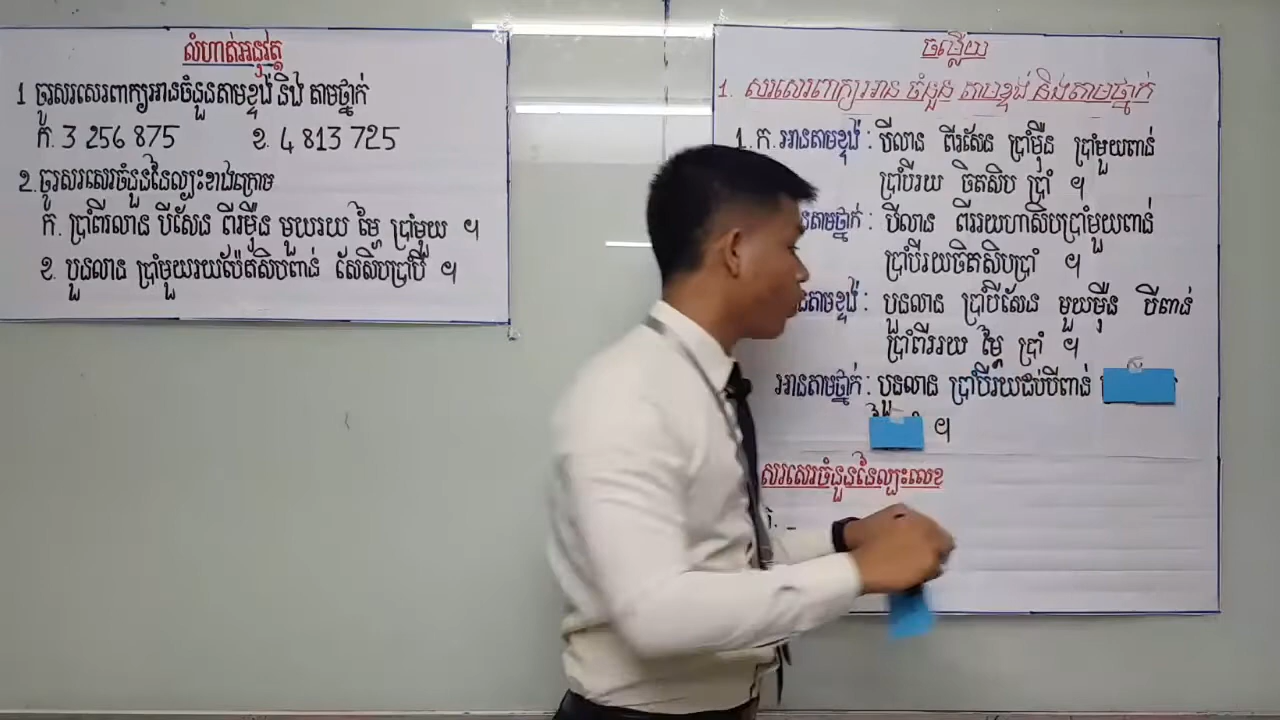 លំហាត់អនុវត្ត
1 ចូរសរសេរពាក្យអានចំនួនតាមខ្ទង់ និង តាមថ្នាក់
ក. 3 256 875 ខ. 4 813 725
2. ចូរសរសេរចំនួននៃល្បះខាងក្រោម
ក. ប្រាំពីរលាន បីសែន ពីរម៉ឺន មួយរយ ម្ភៃ ប្រាំមួយ ។
ខ. បួនលាន ប្រាំមួយរយប៉ែតសិបពាន់ សែសិបប្រាំបី ។
ចម្លើយ
1. សរសេរពាក្យអាន ចំនួន តាមខ្ទង់ និងតាមថ្នាក់
1.ក. អានតាមខ្ទង់ : បីលាន ពីរសែន ប្រាំម៉ឺន ប្រាំមួយពាន់
ប្រាំបីរយ ចិតសិប ប្រាំ ។
នតាមថ្នាក់ : បីលាន ពីររយហាសិបប្រាំមួយពាន់
ប្រាំបីរយចិតសិបប្រាំ ។
នតាមខ្ទង់ : បួនលាន ប្រាំបីសែន មួយម៉ឺន បីពាន់
ប្រាំពីររយ ម្ភៃ ប្រាំ ។
អានតាមថ្នាក់ : បួនលាន ប្រាំបីរយដប់បីពាន់
។
សរសេរចំនួននៃល្បះលេខ